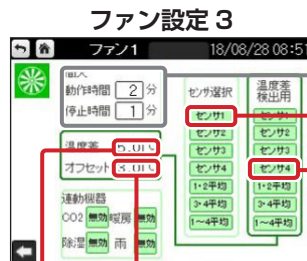 ファン設定 3
ファン1 18/08/28 08:51
動作時間 2 分
停止時間 1 分
温度差 5.0℃
オフセット 3.0℃
連動機器
CO2 無効 暖房 無効
除湿 無効 雨 無効
センサ選択
センサ1
センサ2
センサ3
センサ4
1・2平均
3・4平均
1～4平均
温度差
検出用
センサ1
センサ2
センサ3
センサ4
1・2平均
3・4平均
1～4平均